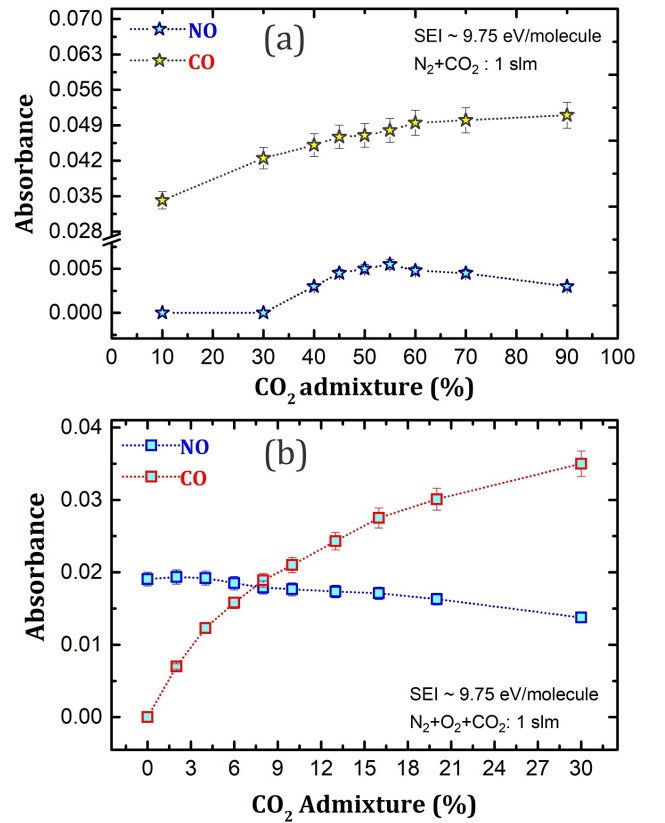 0.070
0.063
0.056
0.049
0.042
0.035
0.028
0.005
0.000
Absorbance
NO
CO
(a)
SEI ~ 9.75 eV/molecule
N₂+CO₂ : 1 slm
0 10 20 30 40 50 60 70 80 90 100
CO₂ admixture (%)
0.04
0.03
0.02
0.01
0.00
Absorbance
NO
CO
(b)
SEI ~ 9.75 eV/molecule
N₂+O₂+CO₂: 1 slm
0 3 6 9 12 15 18 21 24 27 30
CO₂ Admixture (%)